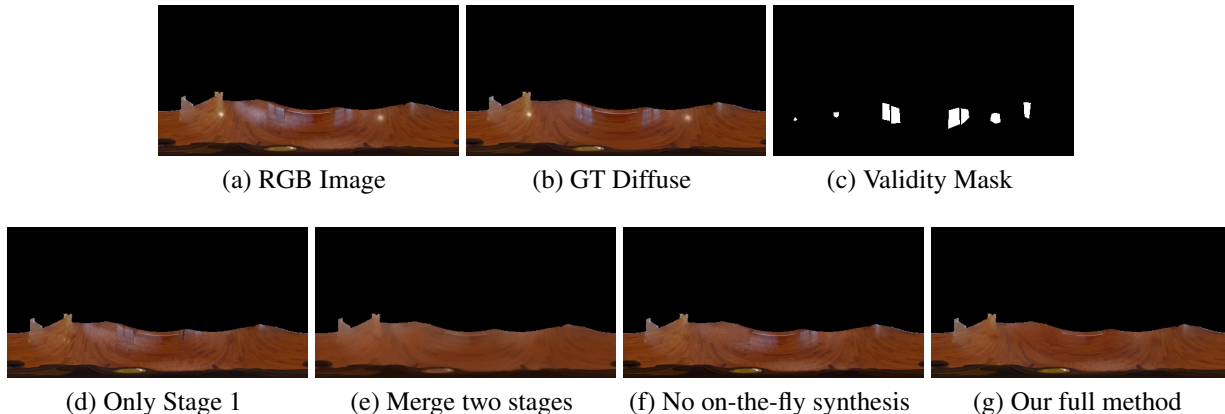 (a) RGB Image
(b) GT Diffuse
(c) Validity Mask
(d) Only Stage 1
(e) Merge two stages
(f) No on-the-fly synthesis
(g) Our full method